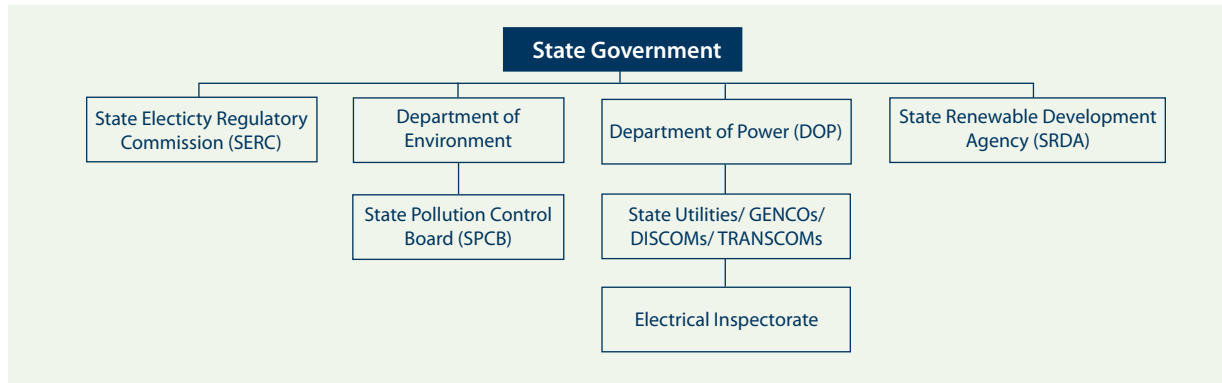 State Government
State Electicty Regulatory
Commission (SERC)
Department of
Environment
Department of Power (DOP)
State Renewable Development
Agency (SRDA)
State Pollution Control
Board (SPCB)
State Utilities/ GENCOs/
DISCOMs/ TRANSCOMs
Electrical Inspectorate